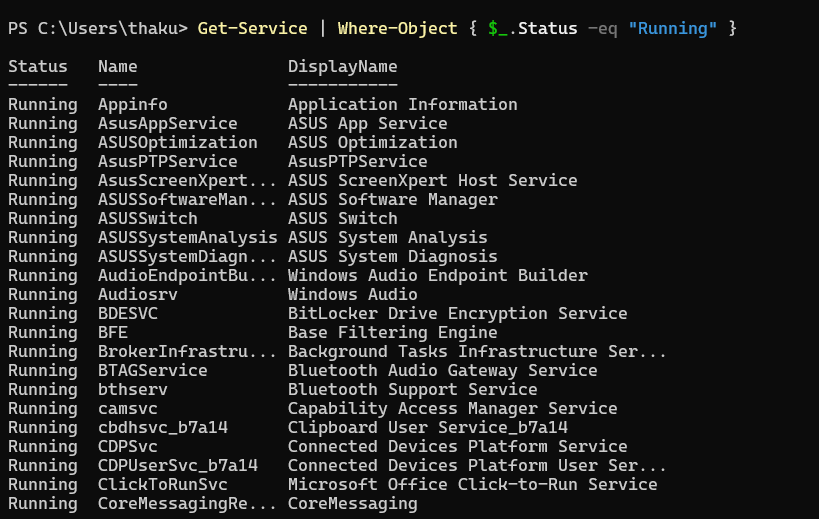 PS C:\Users\thaku> Get-Service | Where-Object { $_.Status -eq "Running" }
Status   Name               DisplayName
------   ----               -----------
Running  Appinfo            Application Information
Running  AsusAppService     ASUS App Service
Running  ASUSOptimization   ASUS Optimization
Running  AsusPTPService     AsusPTPService
Running  AsusScreenXpert... ASUS ScreenXpert Host Service
Running  ASUSSoftwareMan... ASUS Software Manager
Running  ASUSSwitch         ASUS Switch
Running  ASUSSystemAnalysis ASUS System Analysis
Running  ASUSSystemDiagn... ASUS System Diagnosis
Running  AudioEndpointBu... Windows Audio Endpoint Builder
Running  Audiosrv           Windows Audio
Running  BDESVC             BitLocker Drive Encryption Service
Running  BFE                Base Filtering Engine
Running  BrokerInfrastru... Background Tasks Infrastructure Ser...
Running  BTAGService        Bluetooth Audio Gateway Service
Running  bthserv            Bluetooth Support Service
Running  camsvc             Capability Access Manager Service
Running  cbdhsvc_b7a14      Clipboard User Service_b7a14
Running  CDPSvc             Connected Devices Platform Service
Running  CDPUserSvc_b7a14   Connected Devices Platform User Ser...
Running  ClickToRunSvc      Microsoft Office Click-to-Run Service
Running  CoreMessagingRe... CoreMessaging